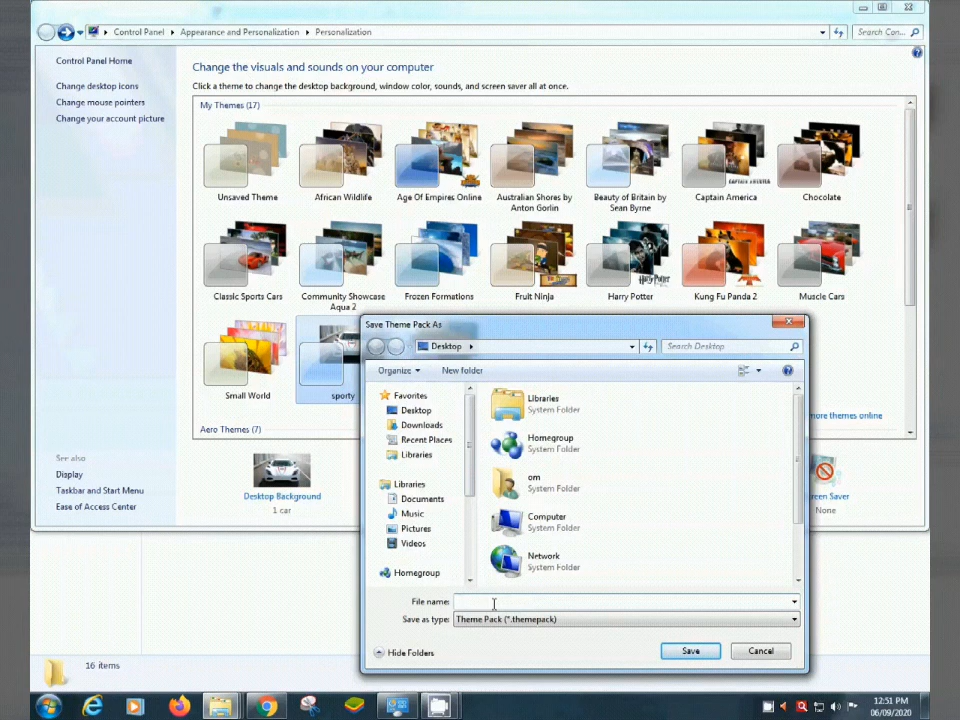 Control Panel
Appearance and Personalization
Personalization
Search Con...
Control Panel Home
Change desktop icons
Change mouse pointers
Change your account picture
Change the visuals and sounds on your computer
Click a theme to change the desktop background, window color, sounds, and screen saver all at once.
My Themes (17)
Unsaved Theme
African Wildlife
Age Of Empires Online
Australian Shores by
Anton Gorlin
Beauty of Britain by
Sean Byrne
CAPTAIN AMERICA
Captain America
Chocolate
Classic Sports Cars
Community Showcase
Aqua 2
Frozen Formations
Fruit Ninja
Harry Potter
Harry Potter
Kung Fu Panda 2
Muscle Cars
Small World
sporty
more themes online
Aero Themes (7)
See also
Display
Taskbar and Start Menu
Ease of Access Center
Desktop Background
1 car
een Saver
None
Save Theme Pack As
Desktop
Search Desktop
Organize
New folder
Favorites
Desktop
Downloads
Recent Places
Libraries
Libraries
Documents
Music
Pictures
Videos
Homegroup
Libraries
System Folder
Homegroup
System Folder
om
System Folder
Computer
System Folder
Network
System Folder
File name:
Save as type: Theme Pack (*.themepack)
Hide Folders
Save
Cancel
16 items
12:51 PM
06/09/2020